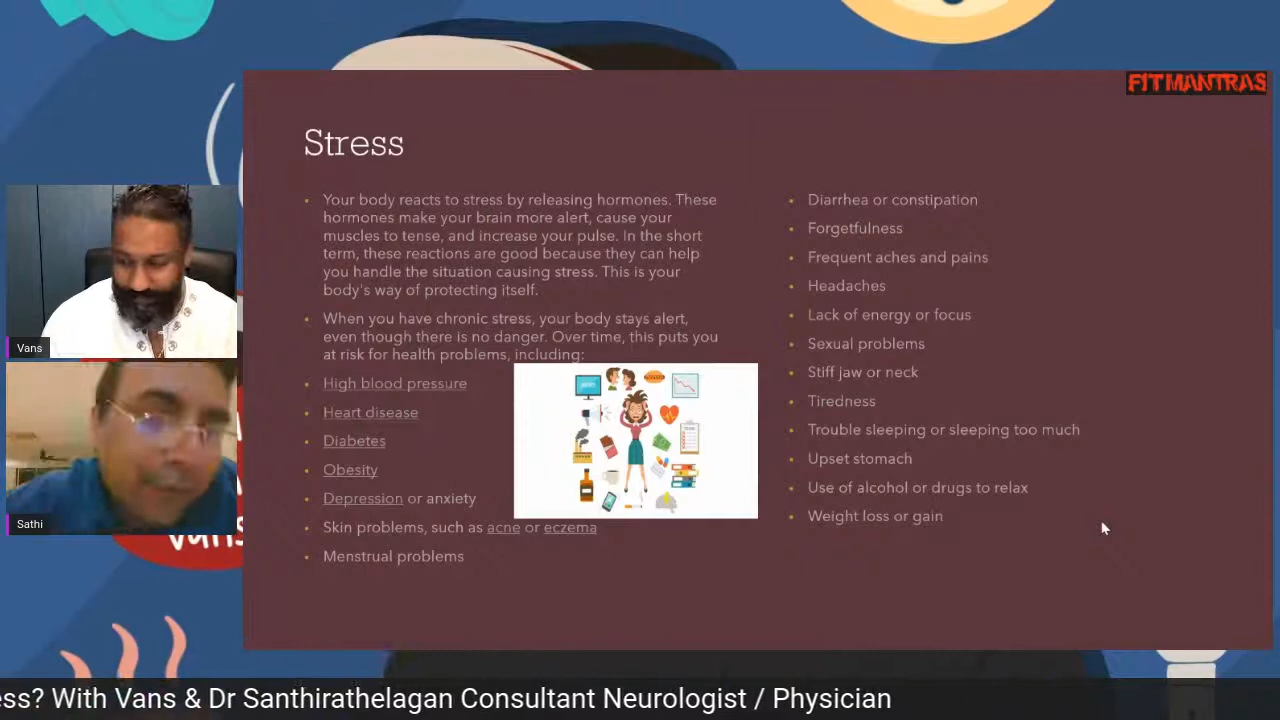 FITMANTRAS
Stress
Your body reacts to stress by releasing hormones. These
hormones make your brain more alert, cause your
muscles to tense, and increase your pulse. In the short
term, these reactions are good because they can help
you handle the situation causing stress. This is your
body's way of protecting itself.
When you have chronic stress, your body stays alert,
even though there is no danger. Over time, this puts you
at risk for health problems, including:
High blood pressure
Heart disease
Diabetes
Obesity
Depression or anxiety
Skin problems, such as acne or eczema
Menstrual problems
Diarrhea or constipation
Forgetfulness
Frequent aches and pains
Headaches
Lack of energy or focus
Sexual problems
Stiff jaw or neck
Tiredness
Trouble sleeping or sleeping too much
Upset stomach
Use of alcohol or drugs to relax
Weight loss or gain
Vans
Sathi
ess? With Vans & Dr Santhirathelagan Consultant Neurologist / Physician